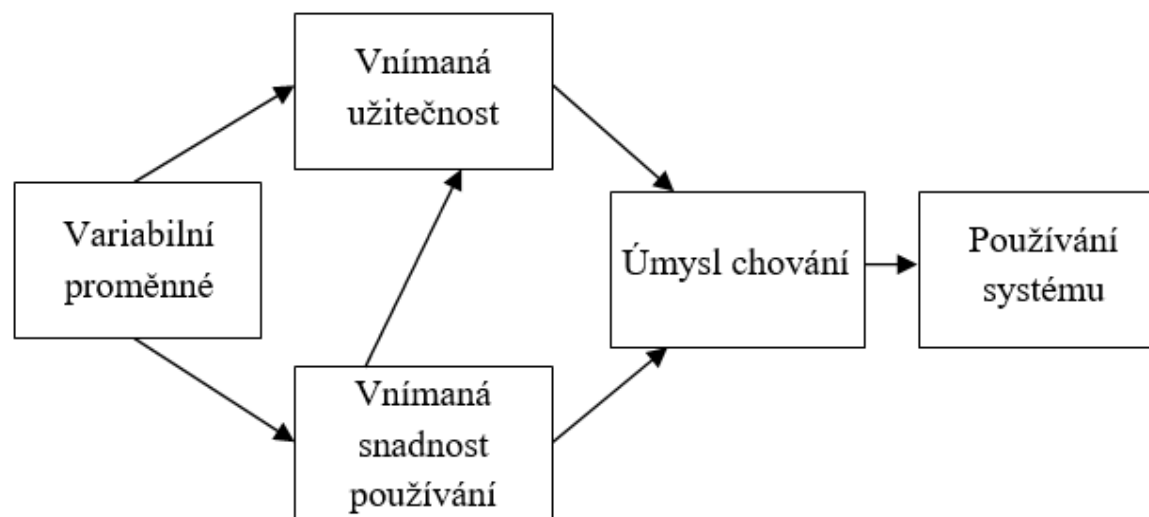 Vnímaná
užitečnost
Variabilní
proměnné
Úmysl chování
Používání
systému
Vnímaná
snadnost
používání